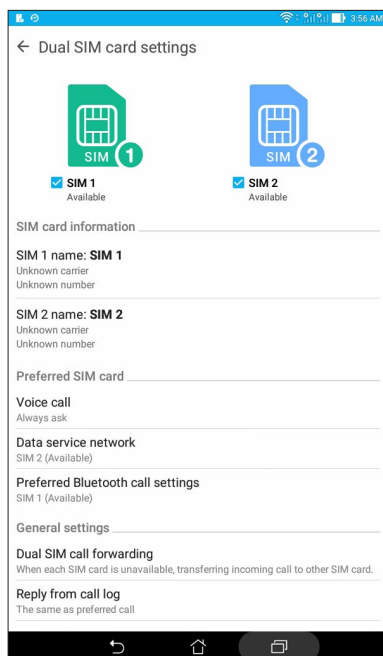 3:56 AM
Dual SIM card settings
SIM 1
SIM 2
SIM 1
Available
SIM 2
Available
SIM card information
SIM 1 name: SIM 1
Unknown carrier
Unknown number
SIM 2 name: SIM 2
Unknown carrier
Unknown number
Preferred SIM card
Voice call
Always ask
Data service network
SIM 2 (Available)
Preferred Bluetooth call settings
SIM 1 (Available)
General settings
Dual SIM call forwarding
When each SIM card is unavailable, transferring incoming call to other SIM card.
Reply from call log
The same as preferred call